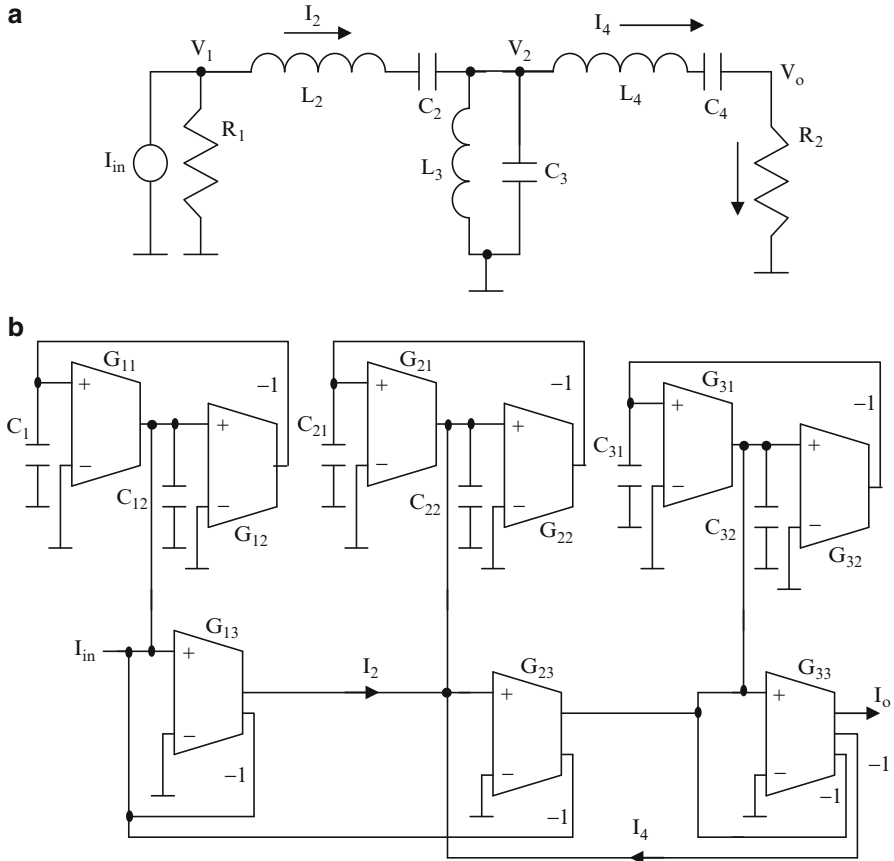 a
I₂
I₄
V₁
V₂
Vₒ
L₂
C₂
L₄
C₄
R₁
R₂
Iᵢₙ
L₃
C₃
b
G₁₁
−1
G₂₁
−1
G₃₁
−1
+
+
+
+
+
+
C₁
C₂₁
C₃₁
−
−
−
−
−
−
C₁₂
C₂₂
C₃₂
G₁₂
G₂₂
G₃₂
Iᵢₙ
G₁₃
I₂
G₂₃
G₃₃
Iₒ
+
+
+
−
−
−
−1
−1
−1
−1
I₄